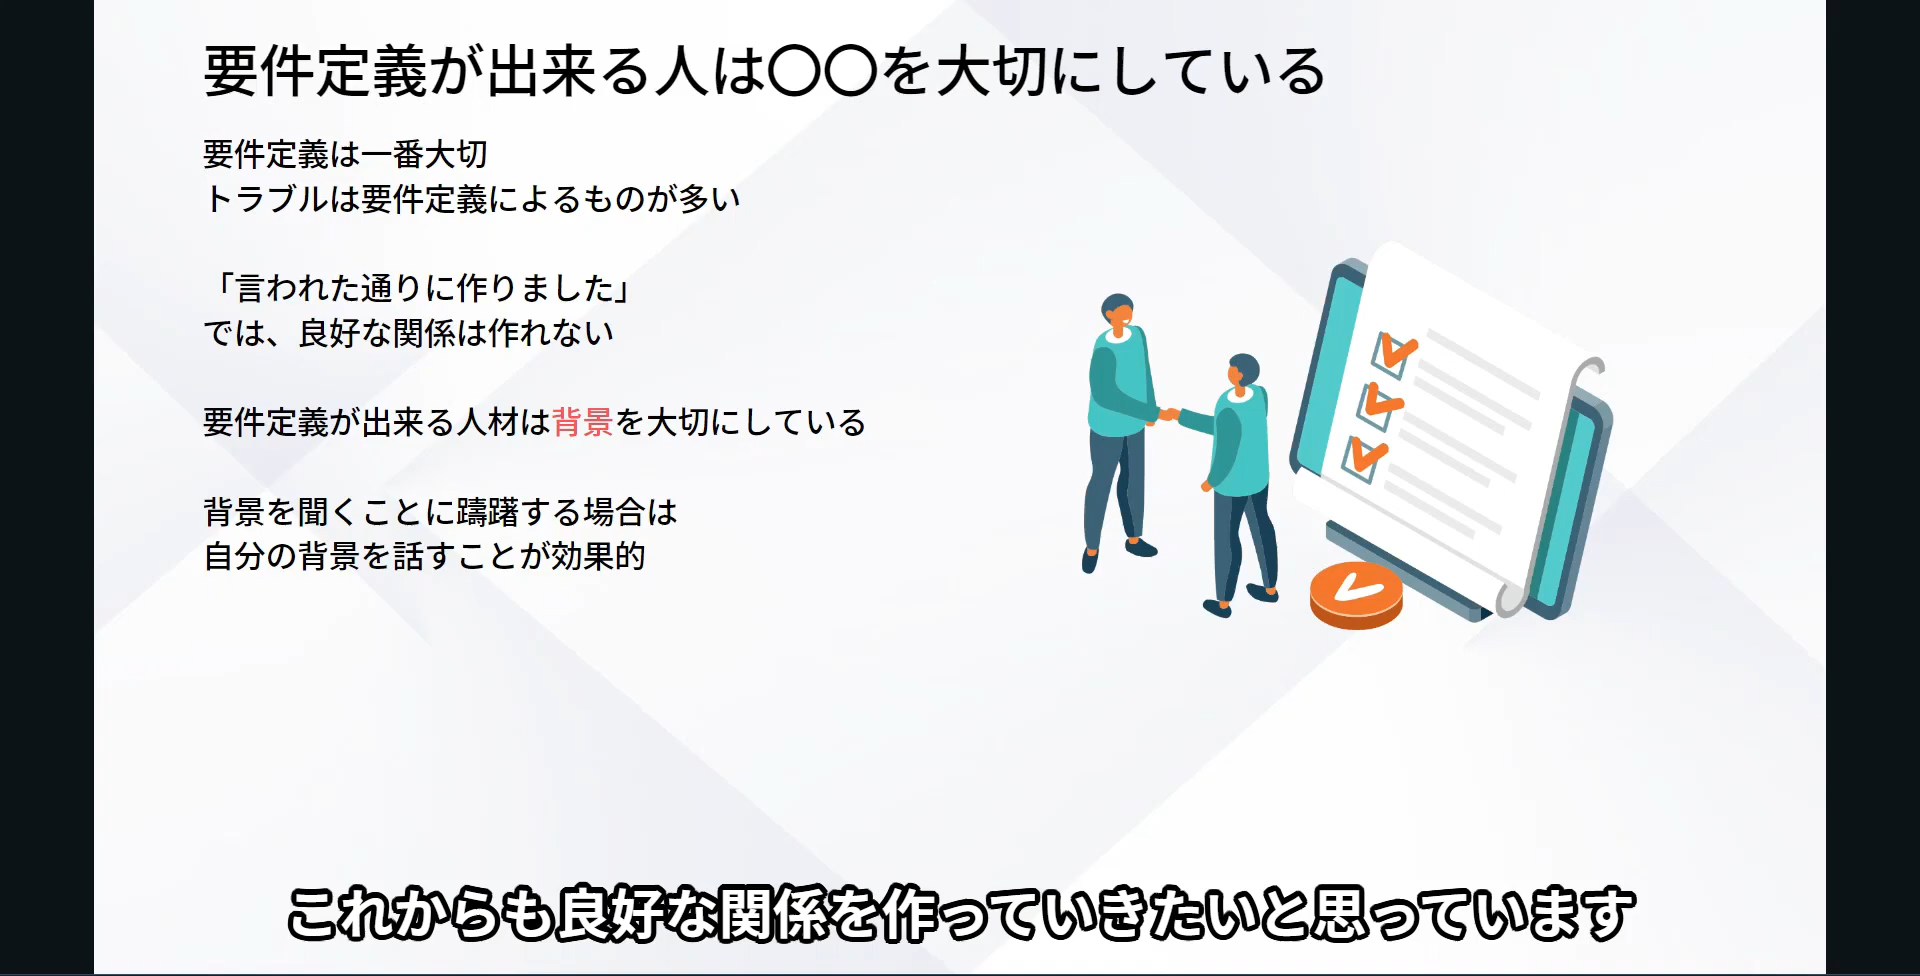 要件定義が出来る人は〇〇を大切にしている
要件定義は一番大切
トラブルは要件定義によるものが多い
「言われた通りに作りました」
では、良好な関係は作れない
要件定義が出来る人材は背景を大切にしている
背景を聞くことに躊躇する場合は
自分の背景を話すことが効果的
これからも良好な関係を作っていきたいと思っています